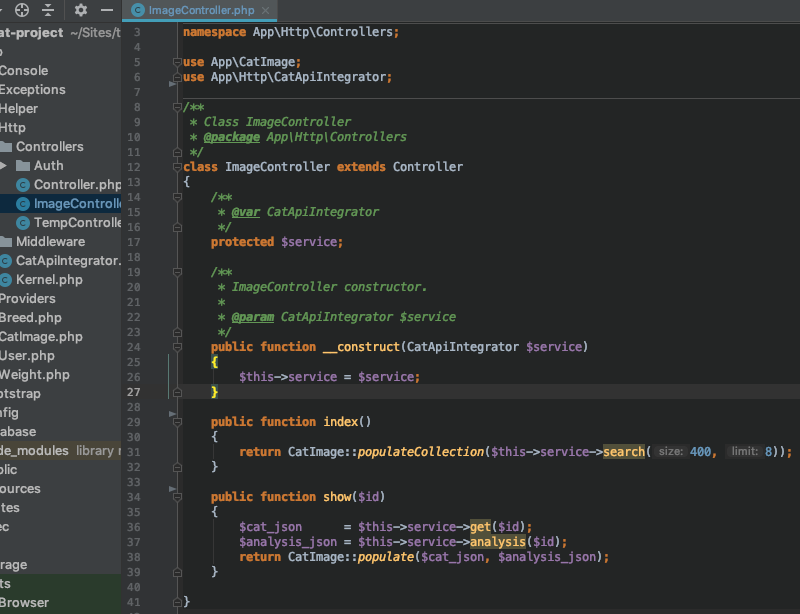 ImageController.php
at-project ~/Sites/t
Console
Exceptions
Helper
Http
Controllers
Auth
Controller.php
ImageControlle
TempControlle
Middleware
CatApiIntegrator.
Kernel.php
Providers
Breed.php
CatImage.php
User.php
Weight.php
otstrap
nfig
abase
de_modules library r
blic
ources
tes
ec
rage
ts
Browser
3 namespace App\Http\Controllers;
4
5 use App\CatImage;
6 use App\Http\CatApiIntegrator;
7
8 /**
9 * Class ImageController
10 * @package App\Http\Controllers
11 */
12 class ImageController extends Controller
13 {
14 /**
15 * @var CatApiIntegrator
16 */
17 protected $service;
18
19 /**
20 * ImageController constructor.
21 *
22 * @param CatApiIntegrator $service
23 */
24 public function __construct(CatApiIntegrator $service)
25 {
26 $this->service = $service;
27 }
28
29 public function index()
30 {
31 return CatImage::populateCollection($this->service->search( size: 400, limit: 8));
32 }
33
34 public function show($id)
35 {
36 $cat_json = $this->service->get($id);
37 $analysis_json = $this->service->analysis($id);
38 return CatImage::populate($cat_json, $analysis_json);
39 }
40
41 }